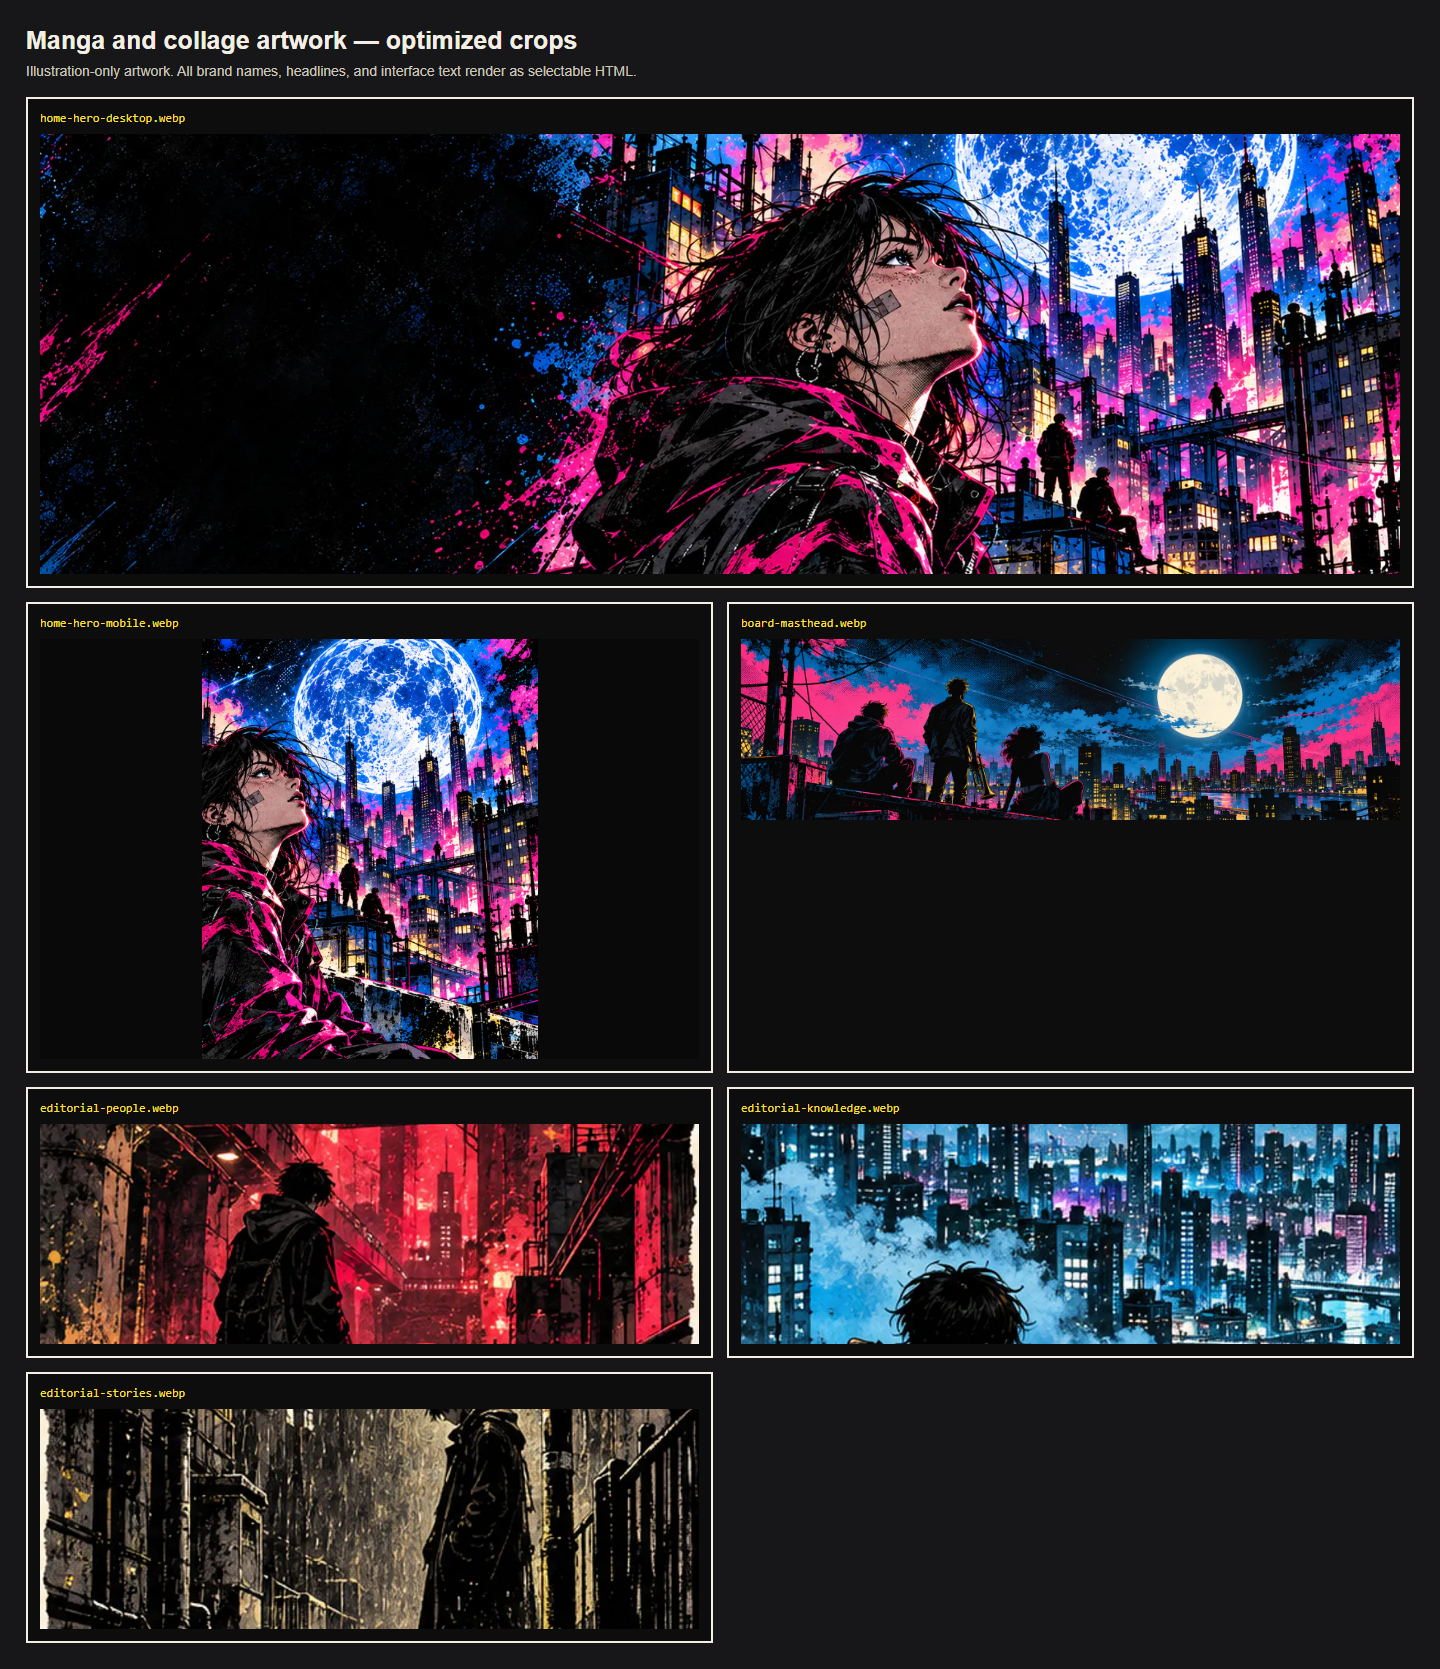 Manga and collage artwork — optimized crops
Illustration-only artwork. All brand names, headlines, and interface text render as selectable HTML.
home-hero-desktop.webp
home-hero-mobile.webp
board-masthead.webp
editorial-people.webp
editorial-knowledge.webp
editorial-stories.webp